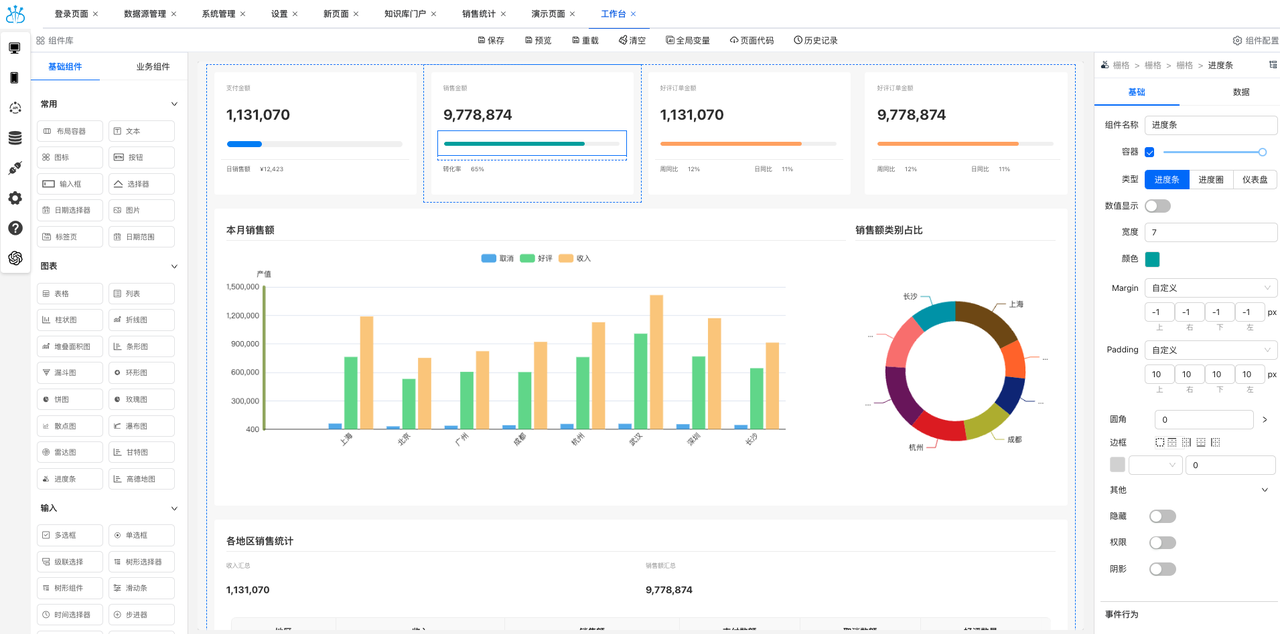 登录页面 × 数据源管理 × 系统管理 × 设置 × 新页面 × 知识库门户 × 销售统计 × 演示页面 × 工作台 ×
组件库 保存 预览 重载 清空 全局变量 页面代码 历史记录 组件配置
基础组件 业务组件
常用
布局容器 文本
图标 按钮
输入框 选择器
日期选择器 图片
标签页 日期范围
图表
表格 列表
柱状图 折线图
堆叠面积图 条形图
漏斗图 环形图
饼图 玫瑰图
散点图 瀑布图
雷达图 甘特图
进度条 高德地图
输入
多选框 单选框
级联选择 树形选择器
树形组件 滑动条
时间选择器 步进器
支付金额
1,131,070
日销售额 ¥12,423
销售金额
9,778,874
转化率 65%
好评订单金额
1,131,070
周同比 12% 日同比 11%
好评订单金额
9,778,874
周同比 12% 日同比 11%
本月销售额
取消 好评 收入
产值
1,500,000
1,200,000
900,000
600,000
300,000
400
上海 北京 广州 成都 杭州 武汉 深圳 长沙
销售额类别占比
长沙 上海
... ...
... ...
杭州 成都
各地区销售统计
收入汇总 销售额汇总
1,131,070 9,778,874
栅格 > 栅格 > 栅格 > 进度条
基础 数据
组件名称 进度条
容器
类型 进度条 进度圈 仪表盘
数值显示
宽度 7
颜色
Margin 自定义
-1 -1 -1 -1 px
上 右 下 左
Padding 自定义
10 10 10 10 px
上 右 下 左
圆角 0
边框
0
其他
隐藏
权限
阴影
事件行为